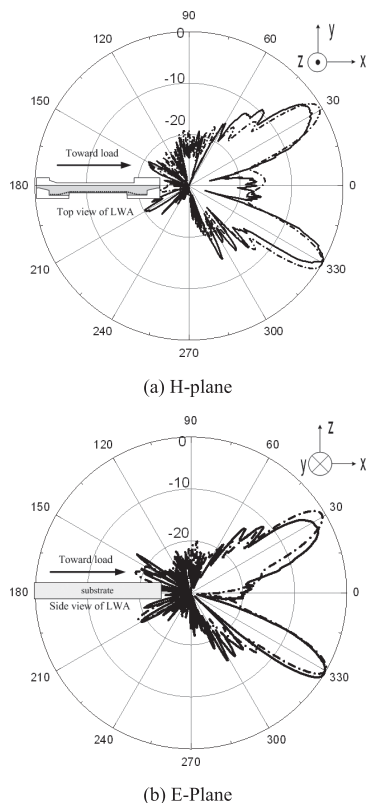 90
0
120
60
y
z
x
-10
150
30
-20
Toward load
180
0
Top view of LWA
210
330
240
300
270
(a) H-plane
90
0
120
60
z
y
x
-10
150
30
-20
Toward load
180
substrate
0
Side view of LWA
210
330
240
300
270
(b) E-Plane